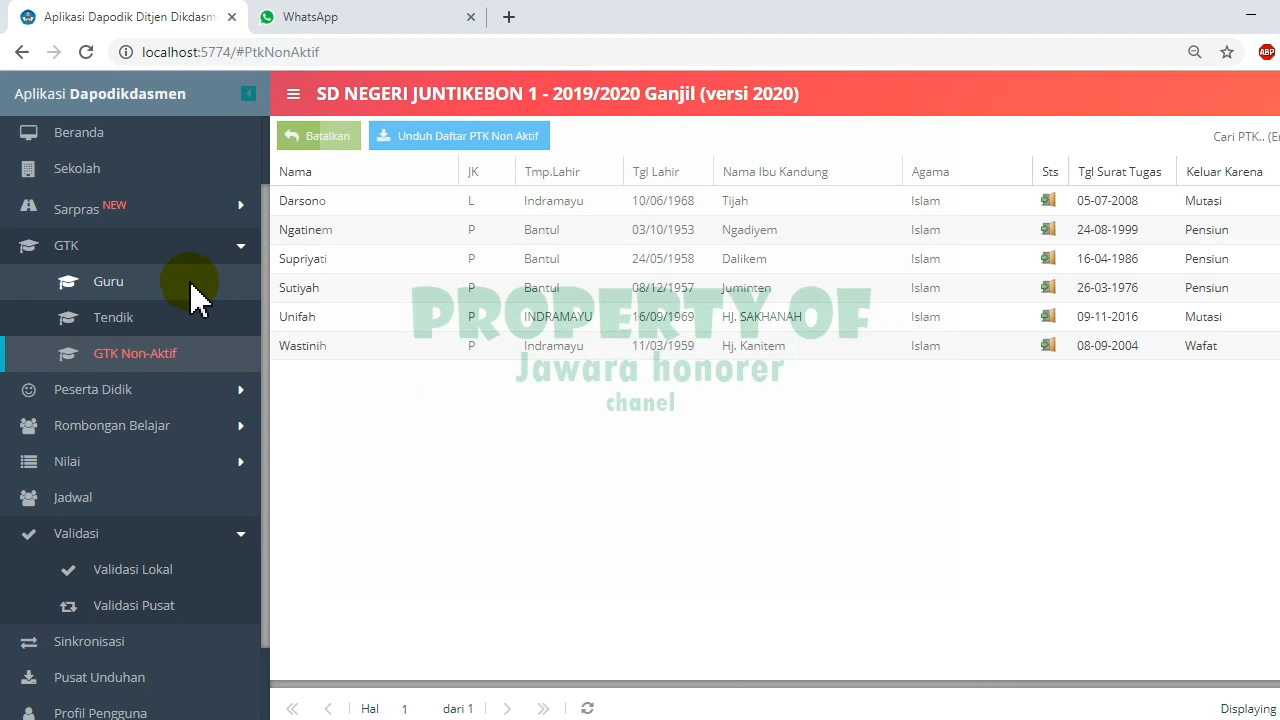 Aplikasi Dapodik Ditjen Dikdasm
WhatsApp
localhost:5774/#PtkNonAktif
ABP
Aplikasi Dapodikdasmen
SD NEGERI JUNTIKEBON 1 - 2019/2020 Ganjil (versi 2020)
Beranda
Sekolah
Sarpras NEW
GTK
Guru
Tendik
GTK Non-Aktif
Peserta Didik
Rombongan Belajar
Nilai
Jadwal
Validasi
Validasi Lokal
Validasi Pusat
Sinkronisasi
Pusat Unduhan
Profil Pengguna
Batalkan
Unduh Daftar PTK Non Aktif
Cari PTK.. (En
Nama JK Tmp.Lahir Tgl Lahir Nama Ibu Kandung Agama Sts Tgl Surat Tugas Keluar Karena
Darsono L Indramayu 10/06/1968 Tijah Islam 05-07-2008 Mutasi
Ngatinem P Bantul 03/10/1953 Ngadiyem Islam 24-08-1999 Pensiun
Supriyati P Bantul 24/05/1958 Dalikem Islam 16-04-1986 Pensiun
Sutiyah P Bantul 08/12/1957 Juminten Islam 26-03-1976 Pensiun
Unifah P INDRAMAYU 16/09/1969 HJ. SAKHANAH Islam 09-11-2016 Mutasi
Wastinih P Indramayu 11/03/1959 Hj. Kanitem Islam 08-09-2004 Wafat
PROPERTY OF
Jawara honorer
chanel
Hal 1 dari 1
Displaying